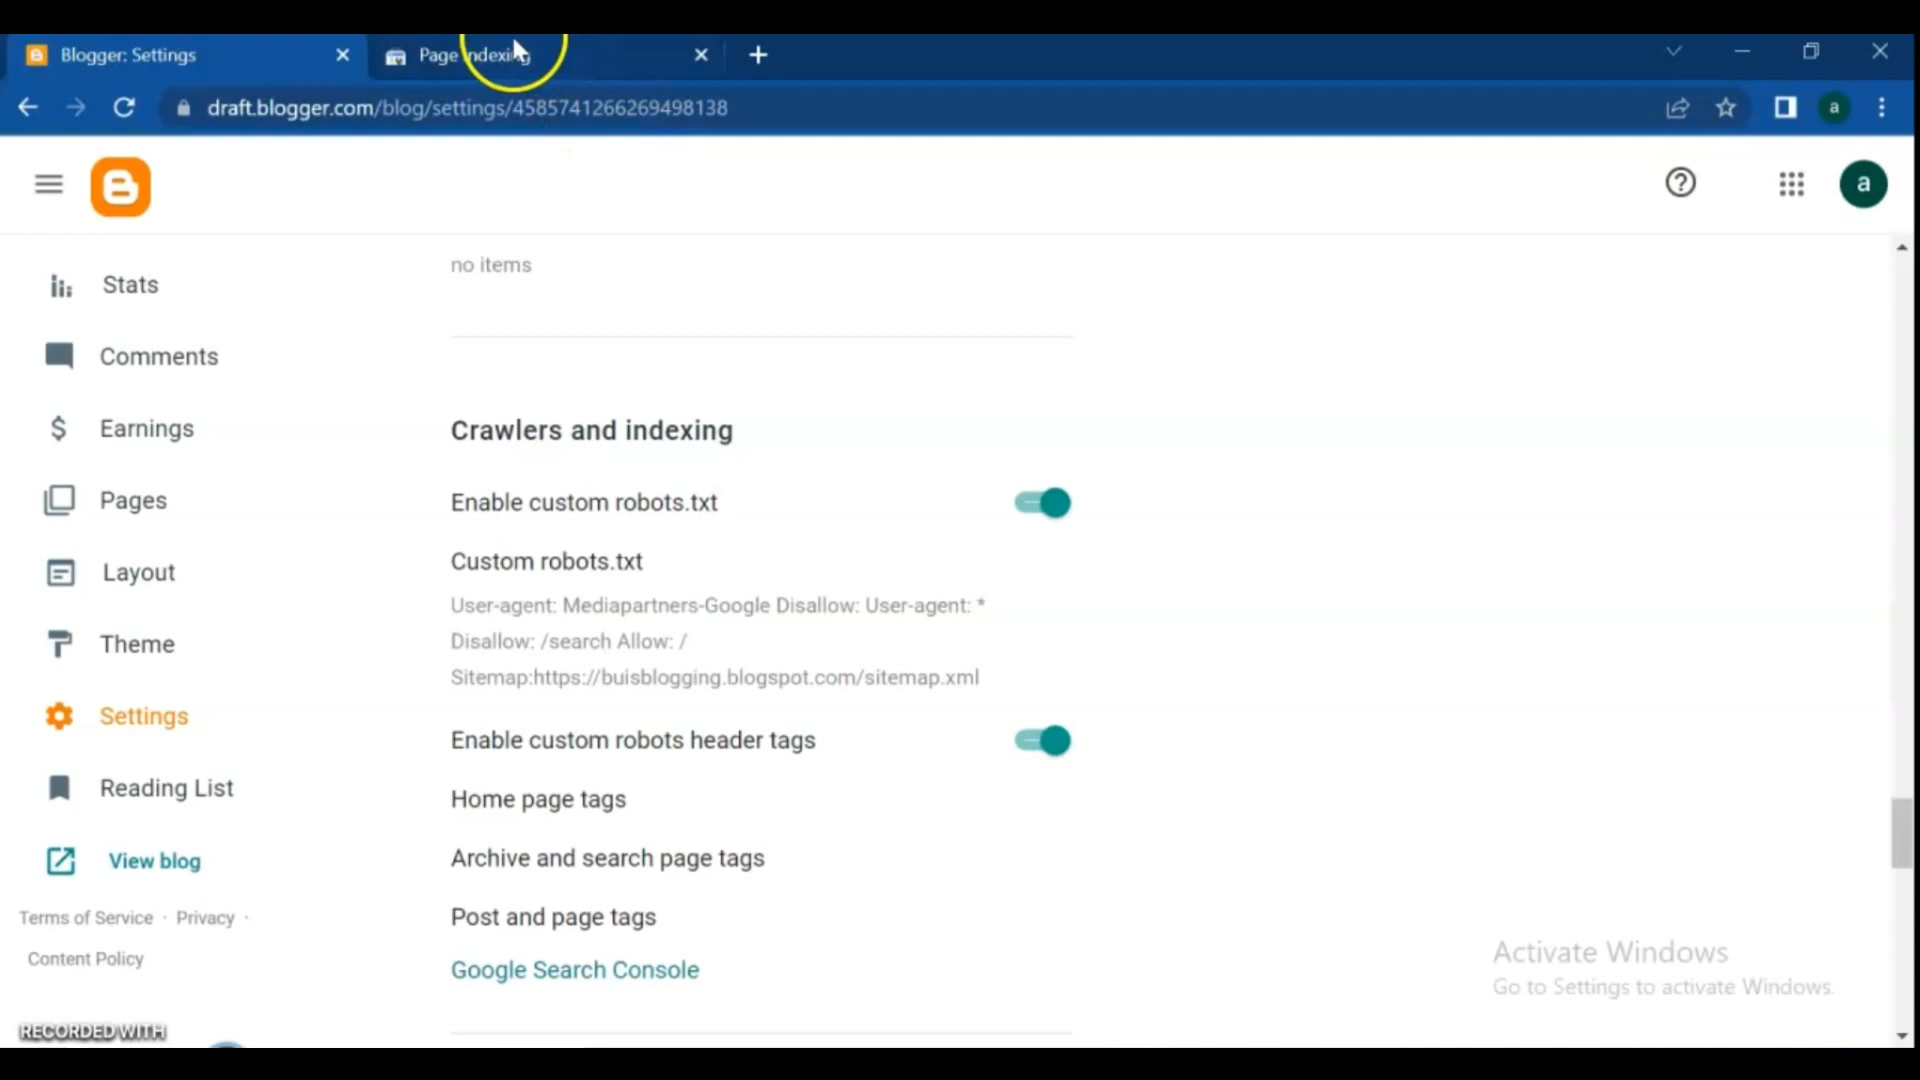 Blogger: Settings
Page indexing
draft.blogger.com/blog/settings/4585741266269498138
a
a
Stats
Comments
Earnings
Pages
Layout
Theme
Settings
Reading List
View blog
Terms of Service · Privacy ·
Content Policy
no items
Crawlers and indexing
Enable custom robots.txt
Custom robots.txt
User-agent: Mediapartners-Google Disallow: User-agent: *
Disallow: /search Allow: /
Sitemap:https://buisblogging.blogspot.com/sitemap.xml
Enable custom robots header tags
Home page tags
Archive and search page tags
Post and page tags
Google Search Console
Activate Windows
Go to Settings to activate Windows.
RECORDED WITH